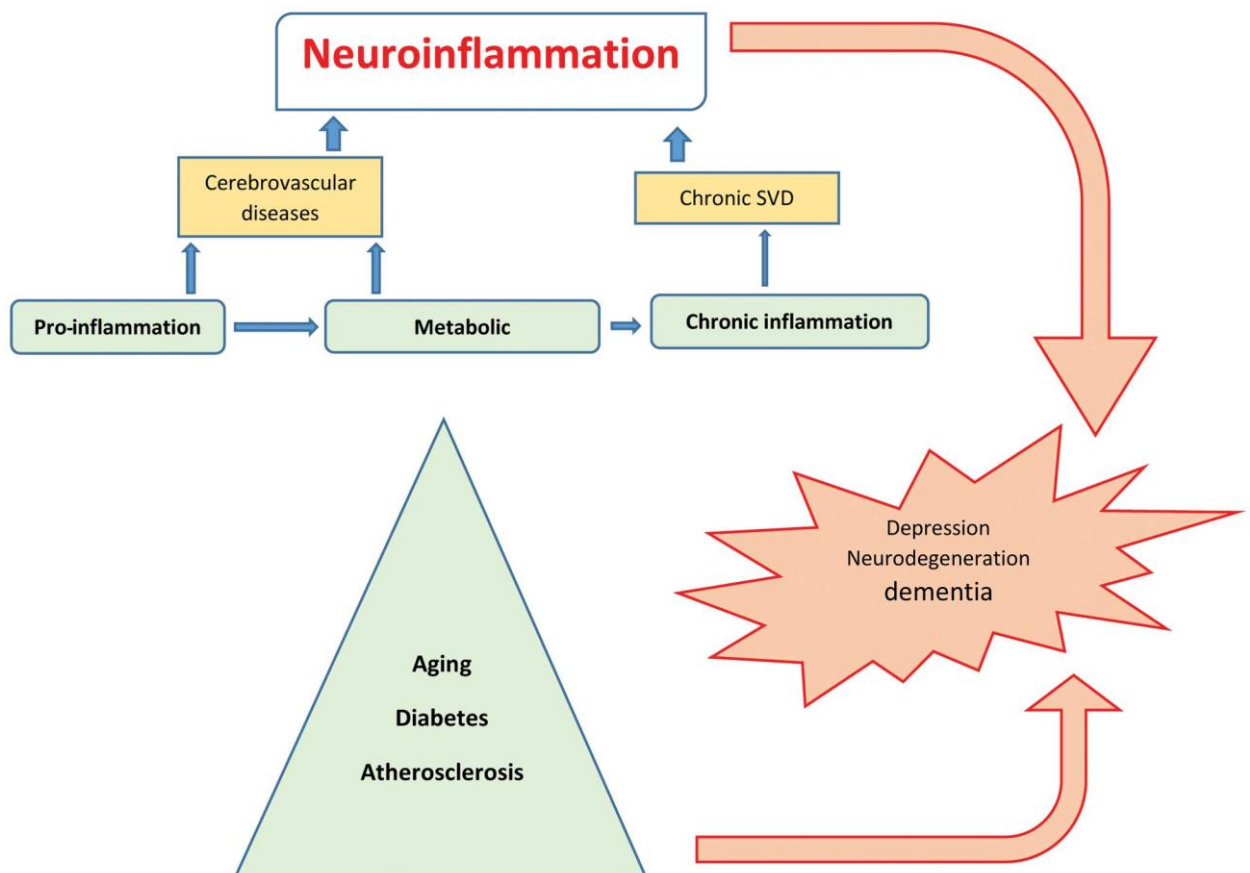 Neuroinflammation
Cerebrovascular
diseases
Chronic SVD
Pro-inflammation
Metabolic
Chronic inflammation
Depression
Neurodegeneration
dementia
Aging
Diabetes
Atherosclerosis